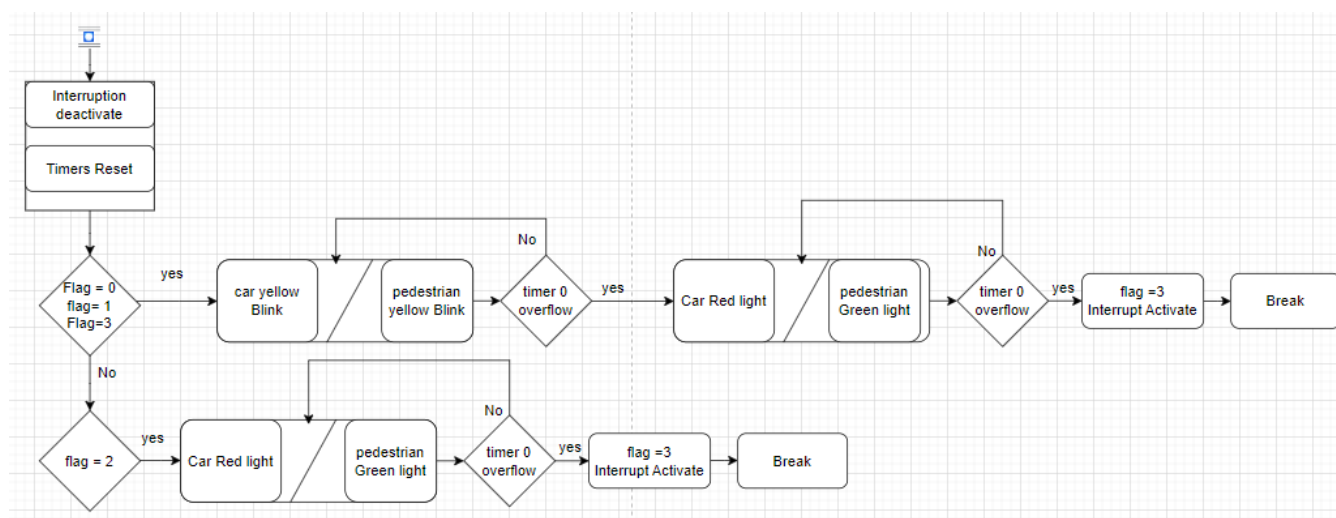 Interruption
deactivate
Timers Reset
Flag = 0
flag= 1
Flag=3
yes
No
car yellow
Blink
pedestrian
yellow Blink
timer 0
overflow
No
yes
Car Red light
pedestrian
Green light
timer 0
overflow
No
yes
flag =3
Interrupt Activate
Break
flag = 2
yes
Car Red light
pedestrian
Green light
timer 0
overflow
No
yes
flag =3
Interrupt Activate
Break